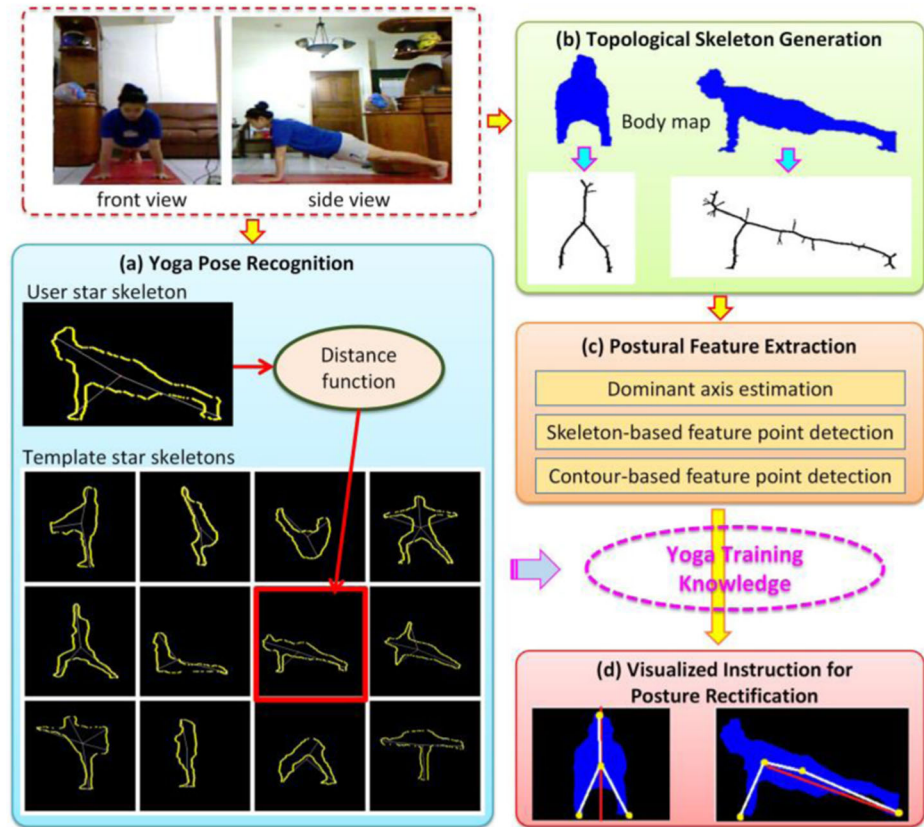 front view
side view
(a) Yoga Pose Recognition
User star skeleton
Distance
function
Template star skeletons
(b) Topological Skeleton Generation
Body map
(c) Postural Feature Extraction
Dominant axis estimation
Skeleton-based feature point detection
Contour-based feature point detection
Yoga Training
Knowledge
(d) Visualized Instruction for
Posture Rectification